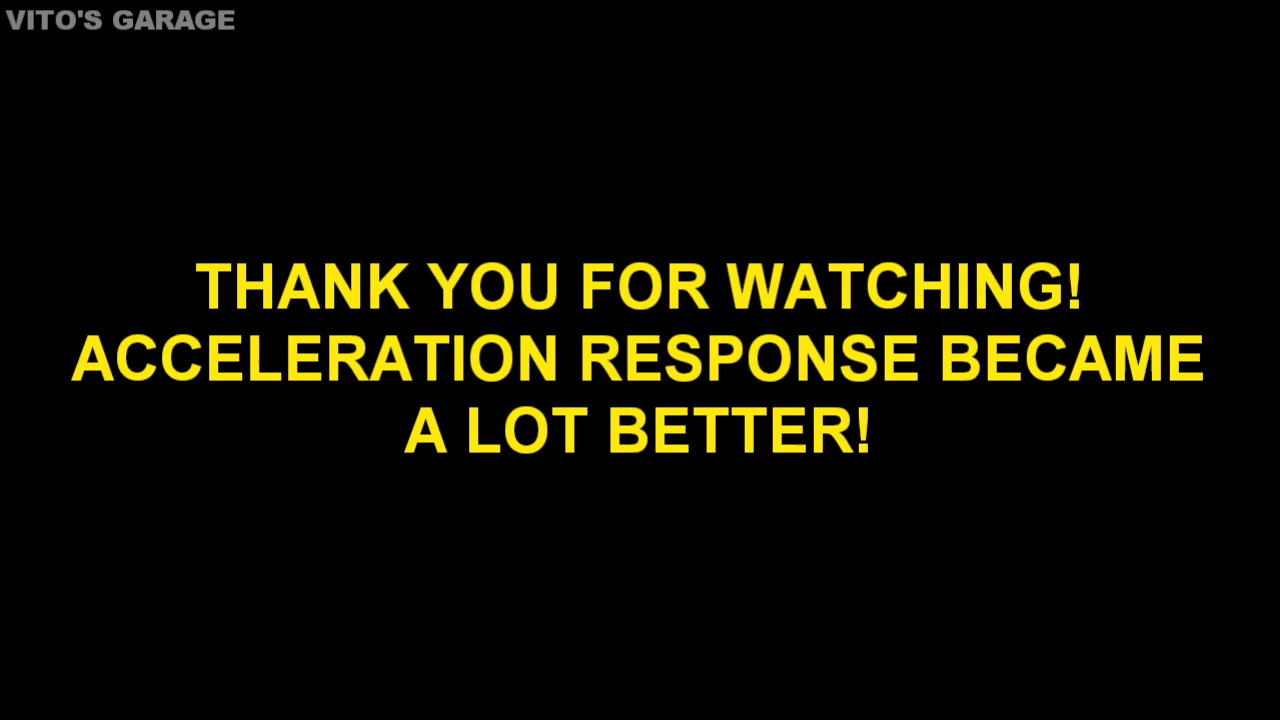 VITO'S GARAGE
THANK YOU FOR WATCHING!
ACCELERATION RESPONSE BECAME
A LOT BETTER!